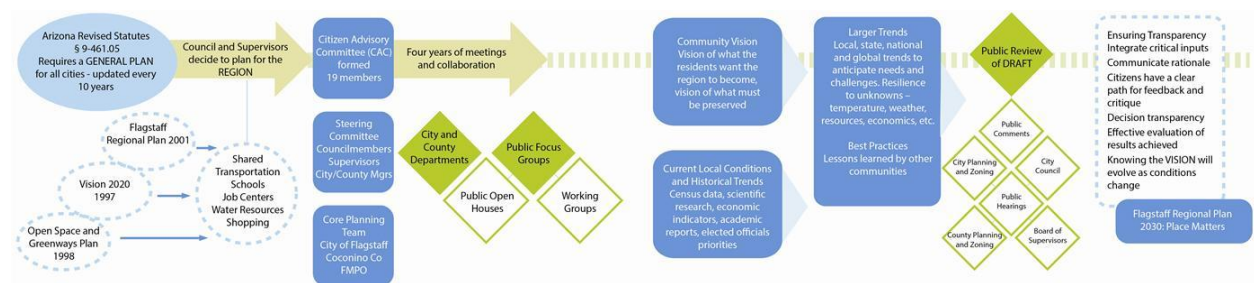 Arizona Revised Statutes
§ 9-461.05
Requires a GENERAL PLAN
for all cities - updated every
10 years
Council and Supervisors
decide to plan for the
REGION
Flagstaff
Regional Plan 2001
Vision 2020
1997
Open Space and
Greenways Plan
1998
Shared
Transportation
Schools
Job Centers
Water Resources
Shopping
Citizen Advisory
Committee (CAC)
formed
19 members
Steering
Committee
Councilmembers
Supervisors
City/County Mgrs
Core Planning
Team
City of Flagstaff
Coconino Co
FMPO
Four years of meetings
and collaboration
City and
County
Departments
Public Focus
Groups
Public Open
Houses
Working
Groups
Community Vision
Vision of what the
residents want the
region to become,
vision of what must
be preserved
Current Local Conditions
and Historical Trends
Census data, scientific
research, economic
indicators, academic
reports, elected officials
priorities
Larger Trends
Local, state, national
and global trends to
anticipate needs and
challenges. Resilience
to unknowns –
temperature, weather,
resources, economics, etc.
Best Practices
Lessons learned by other
communities
Public Review
of DRAFT
Public
Comments
City Planning
and Zoning
City
Council
Public
Hearings
County Planning
and Zoning
Board of
Supervisors
Ensuring Transparency
Integrate critical inputs
Communicate rationale
Citizens have a clear
path for feedback and
critique
Decision transparency
Effective evaluation of
results achieved
Knowing the VISION will
evolve as conditions
change
Flagstaff Regional Plan
2030: Place Matters